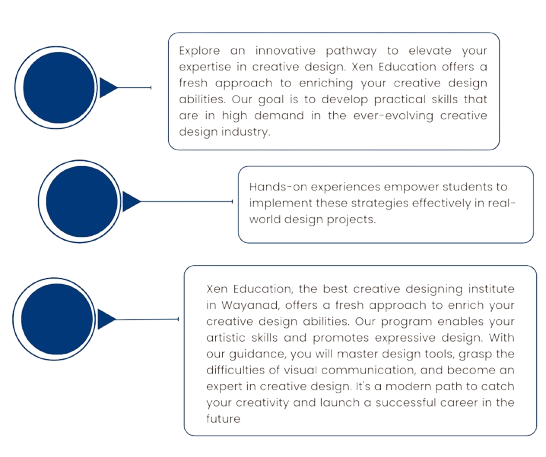 Explore an innovative pathway to elevate your
expertise in creative design. Xen Education offers a
fresh approach to enriching your creative design
abilities. Our goal is to develop practical skills that
are in high demand in the ever-evolving creative
design industry.
Hands-on experiences empower students to
implement these strategies effectively in real-
world design projects.
Xen Education, the best creative designing institute
in Wayanad, offers a fresh approach to enrich your
creative design abilities. Our program enables your
artistic skills and promotes expressive design. With
our guidance, you will master design tools, grasp the
difficulties of visual communication, and become an
expert in creative design. It's a modern path to catch
your creativity and launch a successful career in the
future